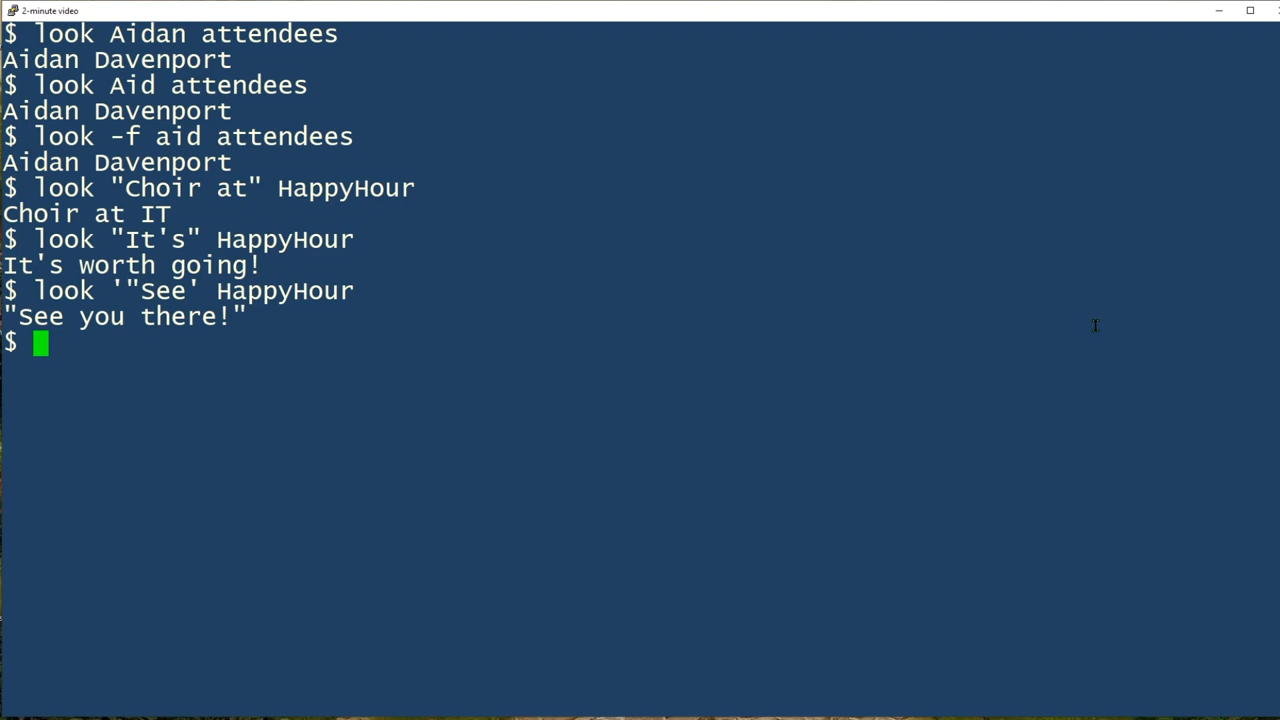 2-minute video
$ look Aidan attendees
Aidan Davenport
$ look Aid attendees
Aidan Davenport
$ look -f aid attendees
Aidan Davenport
$ look "Choir at" HappyHour
Choir at IT
$ look "It's" HappyHour
It's worth going!
$ look '"See' HappyHour
"See you there!"
$